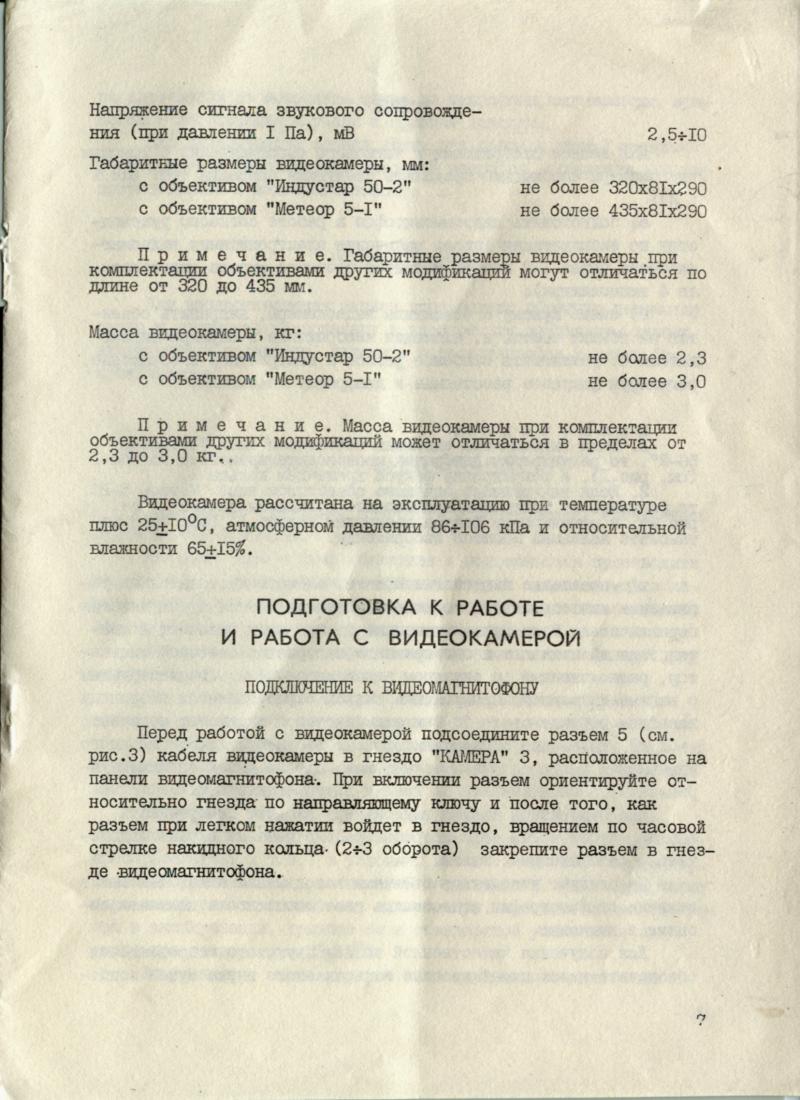 Напряжение сигнала звукового сопровожде-
ния (при давлении I Па), мВ 2,5÷IO
Габаритные размеры видеокамеры, мм:
с объективом "Индустар 50-2" не более 320x8Ix290
с объективом "Метеор 5-I" не более 435x8Ix290
П р и м е ч а н и е. Габаритные размеры видеокамеры при
комплектации объективами других модификаций могут отличаться по
длине от 320 до 435 мм.
Масса видеокамеры, кг:
с объективом "Индустар 50-2" не более 2,3
с объективом "Метеор 5-I" не более 3,0
П р и м е ч а н и е. Масса видеокамеры при комплектации
объективами других модификаций может отличаться в пределах от
2,3 до 3,0 кг..
Видеокамера рассчитана на эксплуатацию при температуре
плюс 25±IO°С, атмосферном давлении 86÷IO6 кПа и относительной
влажности 65±I5%.
ПОДГОТОВКА К РАБОТЕ
И РАБОТА С ВИДЕОКАМЕРОЙ
ПОДКЛЮЧЕНИЕ К ВИДЕОМАГНИТОФОНУ
Перед работой с видеокамерой подсоедините разъем 5 (см.
рис.3) кабеля видеокамеры в гнездо "КАМЕРА" 3, расположенное на
панели видеомагнитофона. При включении разъем ориентируйте от-
носительно гнезда по направляющему ключу и после того, как
разъем при легком нажатии войдет в гнездо, вращением по часовой
стрелке накидного кольца (2÷3 оборота) закрепите разъем в гнез-
де видеомагнитофона.
7